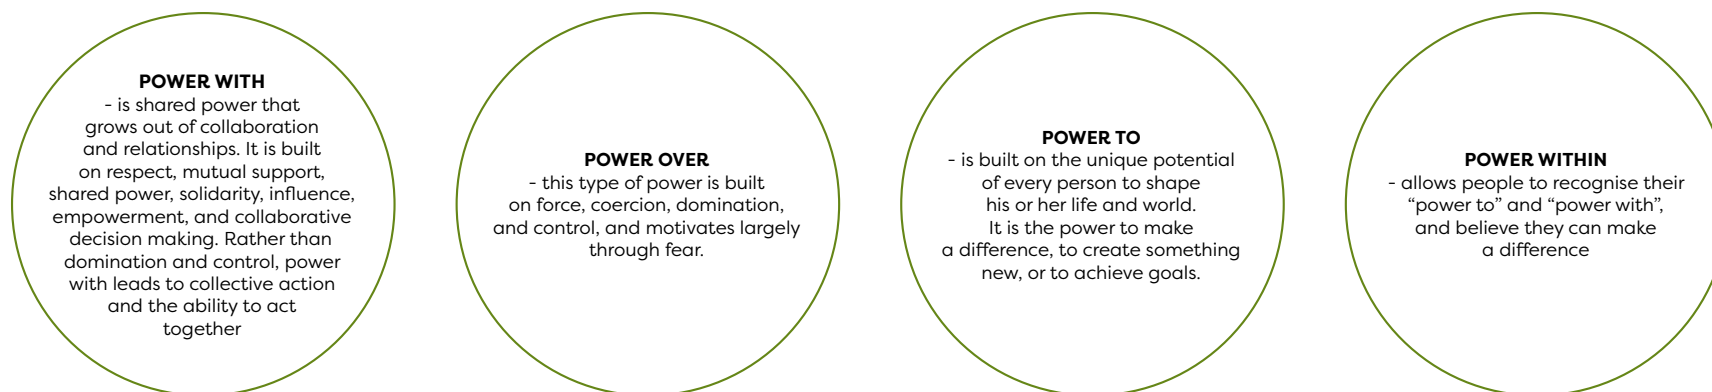 POWER WITH
- is shared power that
grows out of collaboration
and relationships. It is built
on respect, mutual support,
shared power, solidarity, influence,
empowerment, and collaborative
decision making. Rather than
domination and control, power
with leads to collective action
and the ability to act
together
POWER OVER
- this type of power is built
on force, coercion, domination,
and control, and motivates largely
through fear.
POWER TO
- is built on the unique potential
of every person to shape
his or her life and world.
It is the power to make
a difference, to create something
new, or to achieve goals.
POWER WITHIN
- allows people to recognise their
“power to” and “power with”,
and believe they can make
a difference